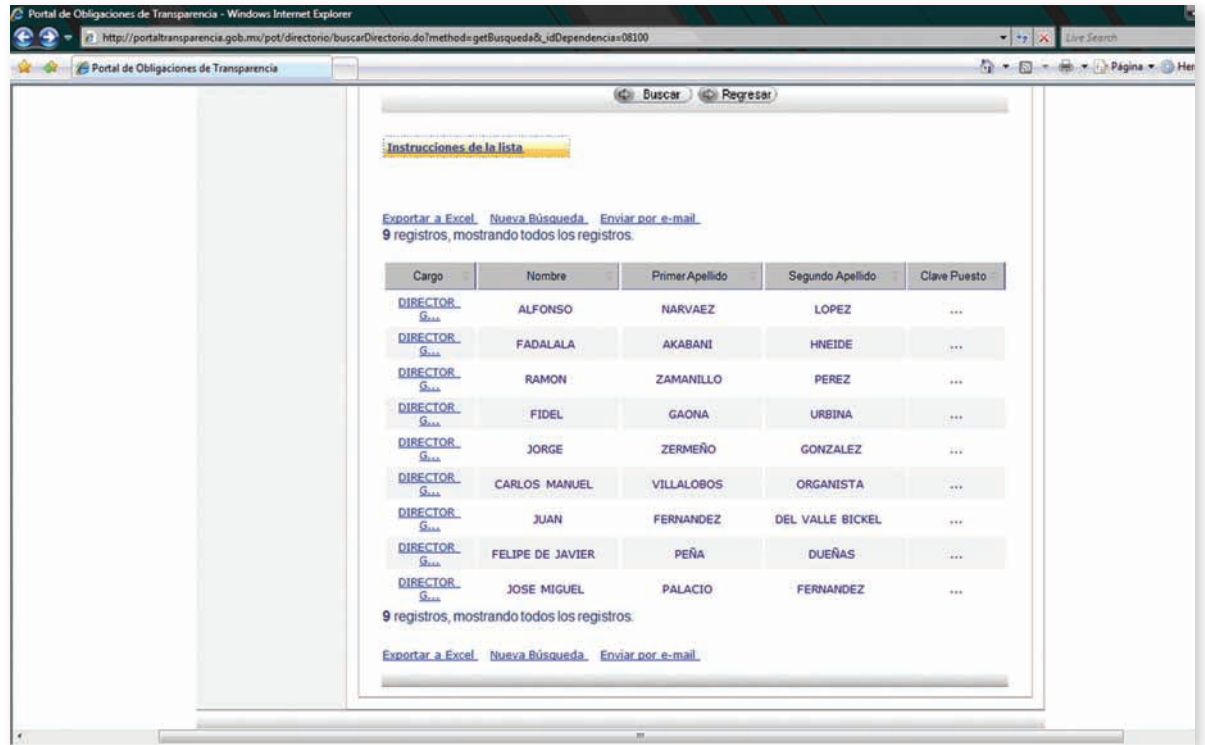 Portal de Obligaciones de Transparencia - Windows Internet Explorer
http://portaltransparencia.gob.mx/pot/directorio/buscarDirectorio.do?method=getBusqueda&_idDependencia=08100 Live Search
Portal de Obligaciones de Transparencia Página Her
Buscar Regresar
Instrucciones de la lista
Exportar a Excel Nueva Búsqueda Enviar por e-mail
9 registros, mostrando todos los registros.
Cargo Nombre Primer Apellido Segundo Apellido Clave Puesto
DIRECTOR G... ALFONSO NARVAEZ LOPEZ ...
DIRECTOR G... FADALALA AKABANI HNEIDE ...
DIRECTOR G... RAMON ZAMANILLO PEREZ ...
DIRECTOR G... FIDEL GAONA URBINA ...
DIRECTOR G... JORGE ZERMEÑO GONZALEZ ...
DIRECTOR G... CARLOS MANUEL VILLALOBOS ORGANISTA ...
DIRECTOR G... JUAN FERNANDEZ DEL VALLE BICKEL ...
DIRECTOR G... FELIPE DE JAVIER PEÑA DUEÑAS ...
DIRECTOR G... JOSE MIGUEL PALACIO FERNANDEZ ...
9 registros, mostrando todos los registros.
Exportar a Excel Nueva Búsqueda Enviar por e-mail